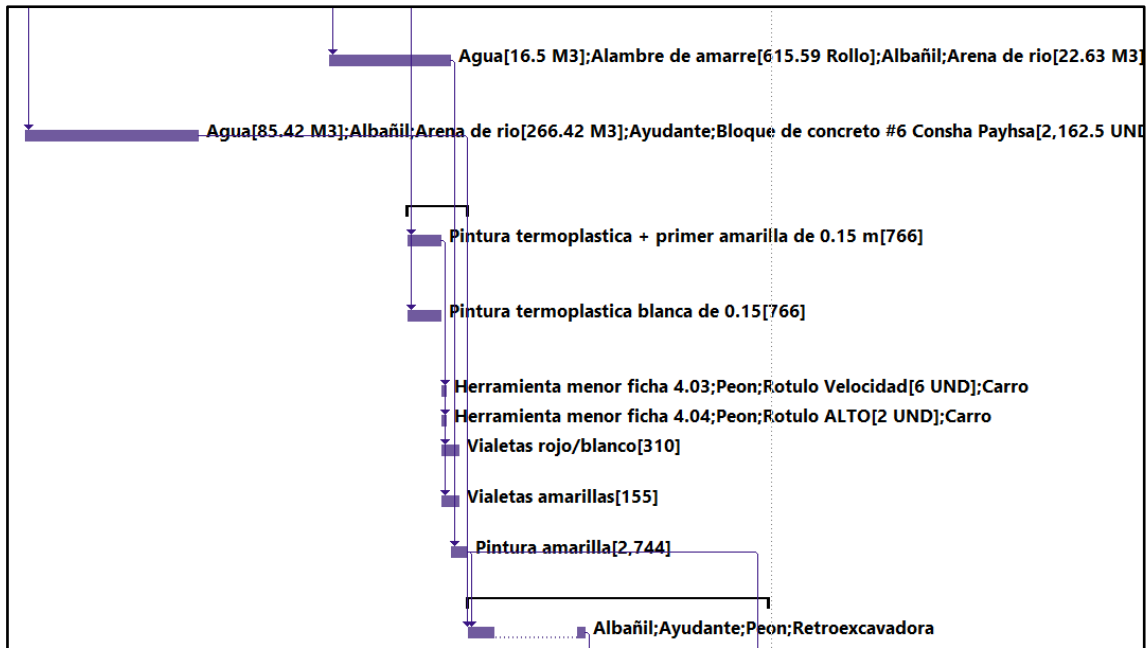 Agua[16.5 M3];Alambre de amarre[615.59 Rollo];Albañil;Arena de rio[22.63 M3]
Agua[85.42 M3];Albañil;Arena de rio[266.42 M3];Ayudante;Bloque de concreto #6 Consha Payhsa[2,162.5 UND
Pintura termoplastica + primer amarilla de 0.15 m[766]
Pintura termoplastica blanca de 0.15[766]
Herramienta menor ficha 4.03;Peon;Rotulo Velocidad[6 UND];Carro
Herramienta menor ficha 4.04;Peon;Rotulo ALTO[2 UND];Carro
Vialetas rojo/blanco[310]
Vialetas amarillas[155]
Pintura amarilla[2,744]
Albañil;Ayudante;Peon;Retroexcavadora